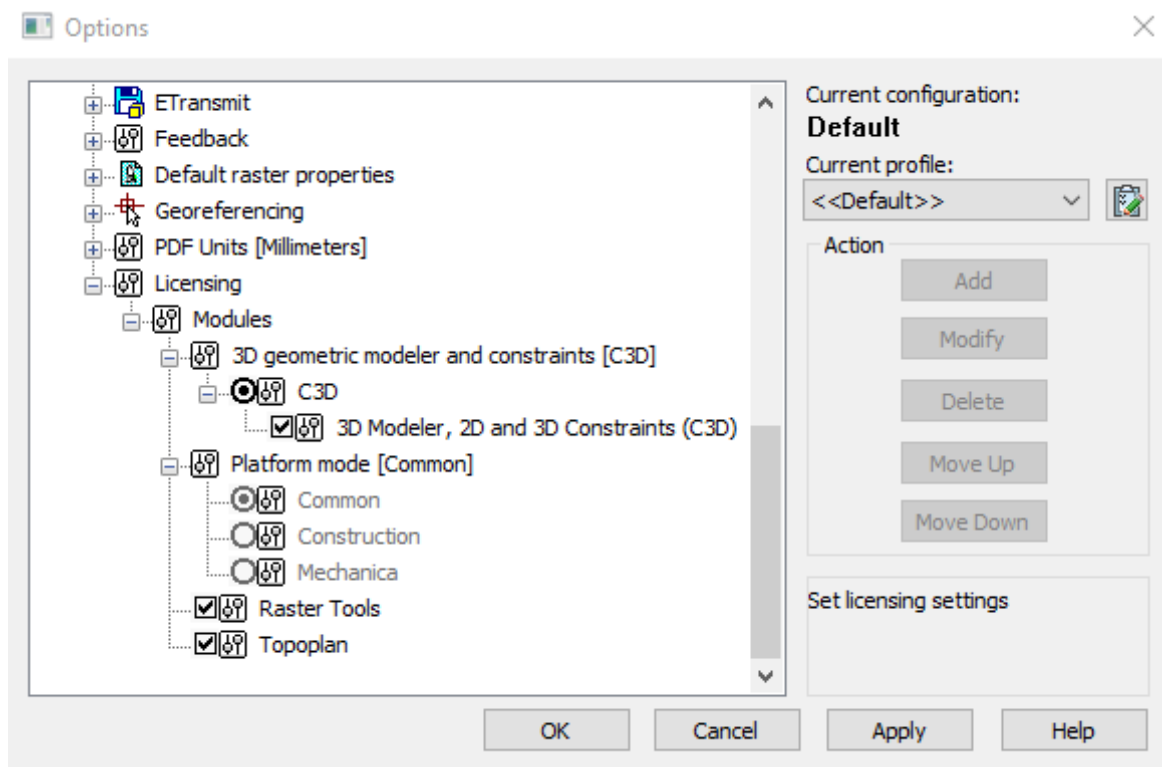 Options
ETransmit
Feedback
Default raster properties
Georeferencing
PDF Units [Millimeters]
Licensing
Modules
3D geometric modeler and constraints [C3D]
C3D
3D Modeler, 2D and 3D Constraints (C3D)
Platform mode [Common]
Common
Construction
Mechanica
Raster Tools
Topoplan
Current configuration:
Default
Current profile:
<<Default>>
Action
Add
Modify
Delete
Move Up
Move Down
Set licensing settings
OK
Cancel
Apply
Help